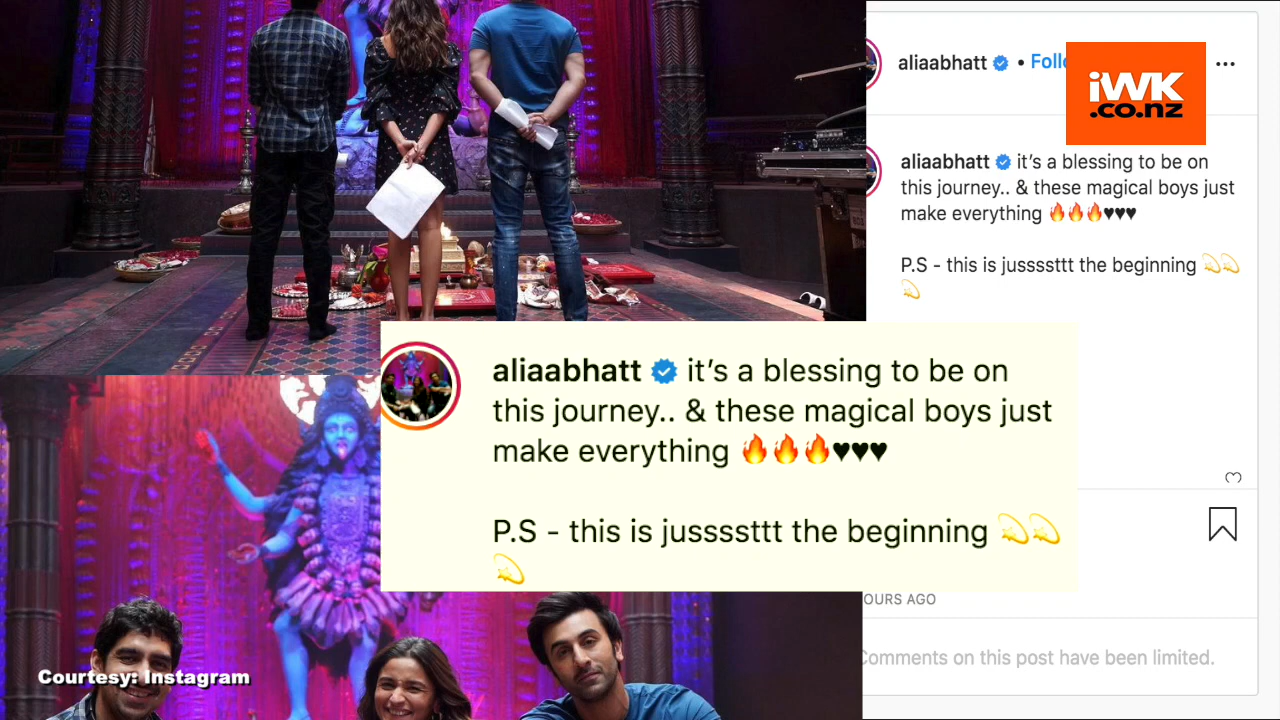 aliaabhatt • Follo
iWK
.co.nz
aliaabhatt it’s a blessing to be on
this journey.. & these magical boys just
make everything 🔥🔥🔥♥♥♥
P.S - this is jussssttt the beginning 💫💫
💫
aliaabhatt it’s a blessing to be on
this journey.. & these magical boys just
make everything 🔥🔥🔥♥♥♥
P.S - this is jussssttt the beginning 💫💫
💫
OURS AGO
Comments on this post have been limited.
Courtesy: Instagram